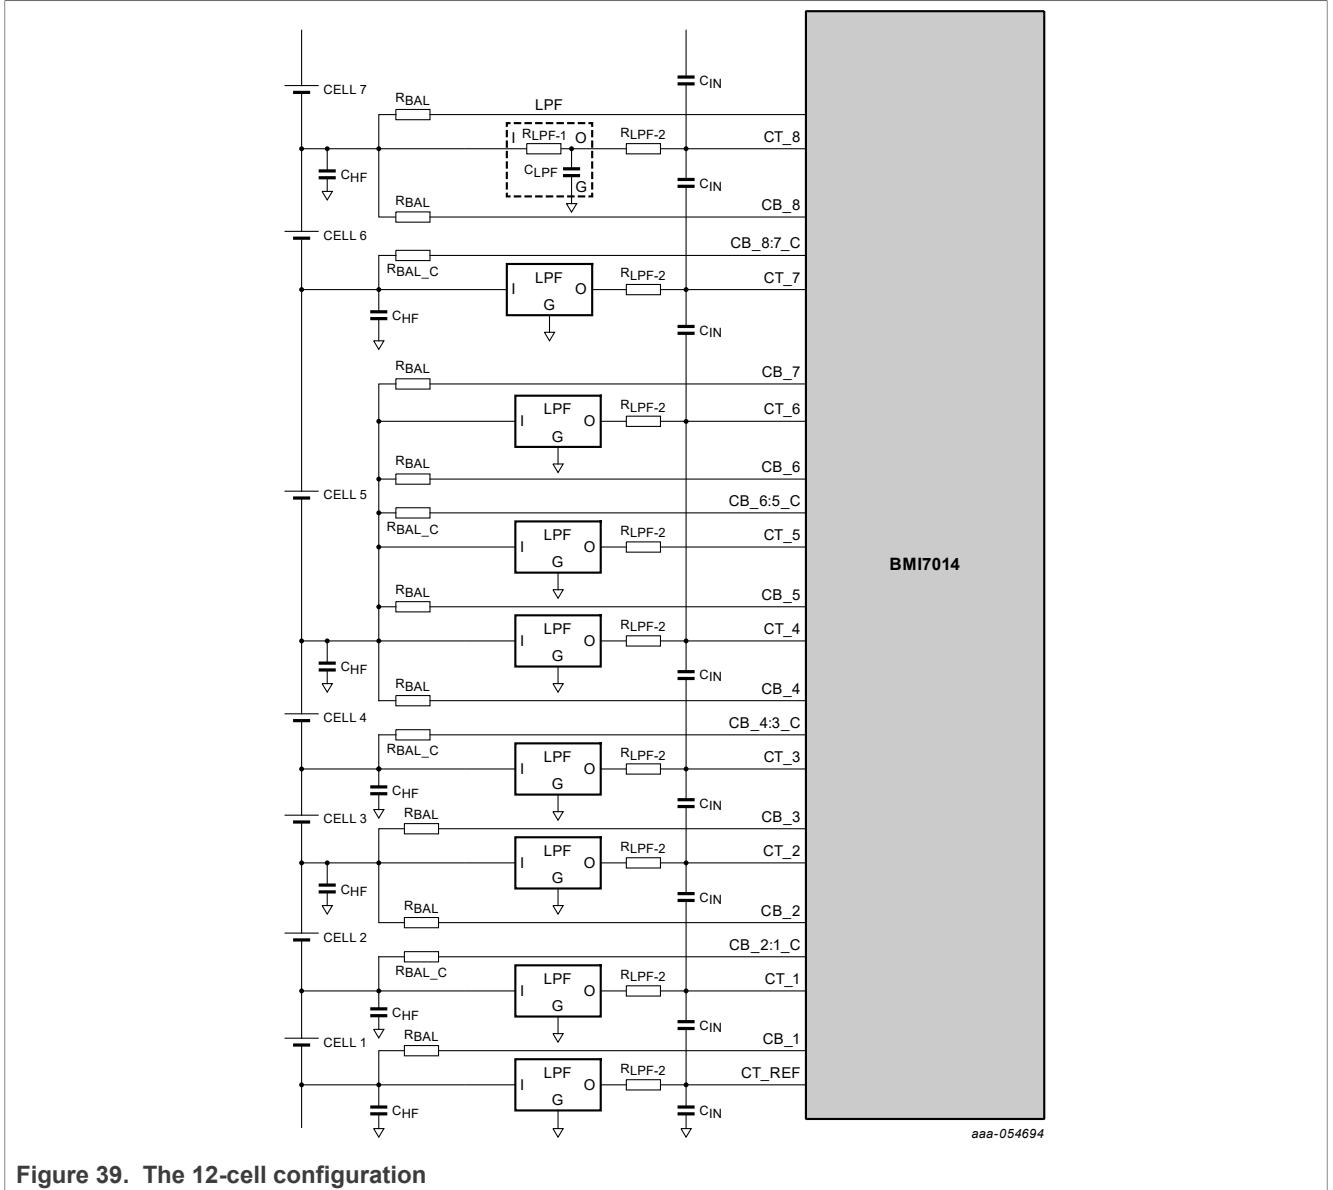 CIN
CELL 7
RBAL
LPF
I RLPF-1 O
RLPF-2
CT_8
CHF
CLPF
G
CIN
RBAL
CB_8
CELL 6
CB_8:7_C
RBAL_C
LPF
I O
G
RLPF-2
CT_7
CHF
CIN
RBAL
CB_7
LPF
I O
G
RLPF-2
CT_6
RBAL
CB_6
CELL 5
CB_6:5_C
RBAL_C
LPF
I O
G
RLPF-2
CT_5
BMI7014
RBAL
CB_5
LPF
I O
G
RLPF-2
CT_4
CHF
CIN
RBAL
CB_4
CELL 4
CB_4:3_C
RBAL_C
LPF
I O
G
RLPF-2
CT_3
CHF
CIN
CELL 3
RBAL
CB_3
LPF
I O
G
RLPF-2
CT_2
CHF
CIN
RBAL
CB_2
CELL 2
CB_2:1_C
RBAL_C
LPF
I O
G
RLPF-2
CT_1
CHF
CIN
CELL 1
RBAL
CB_1
LPF
I O
G
RLPF-2
CT_REF
CHF
CIN
aaa-054694
Figure 39. The 12-cell configuration